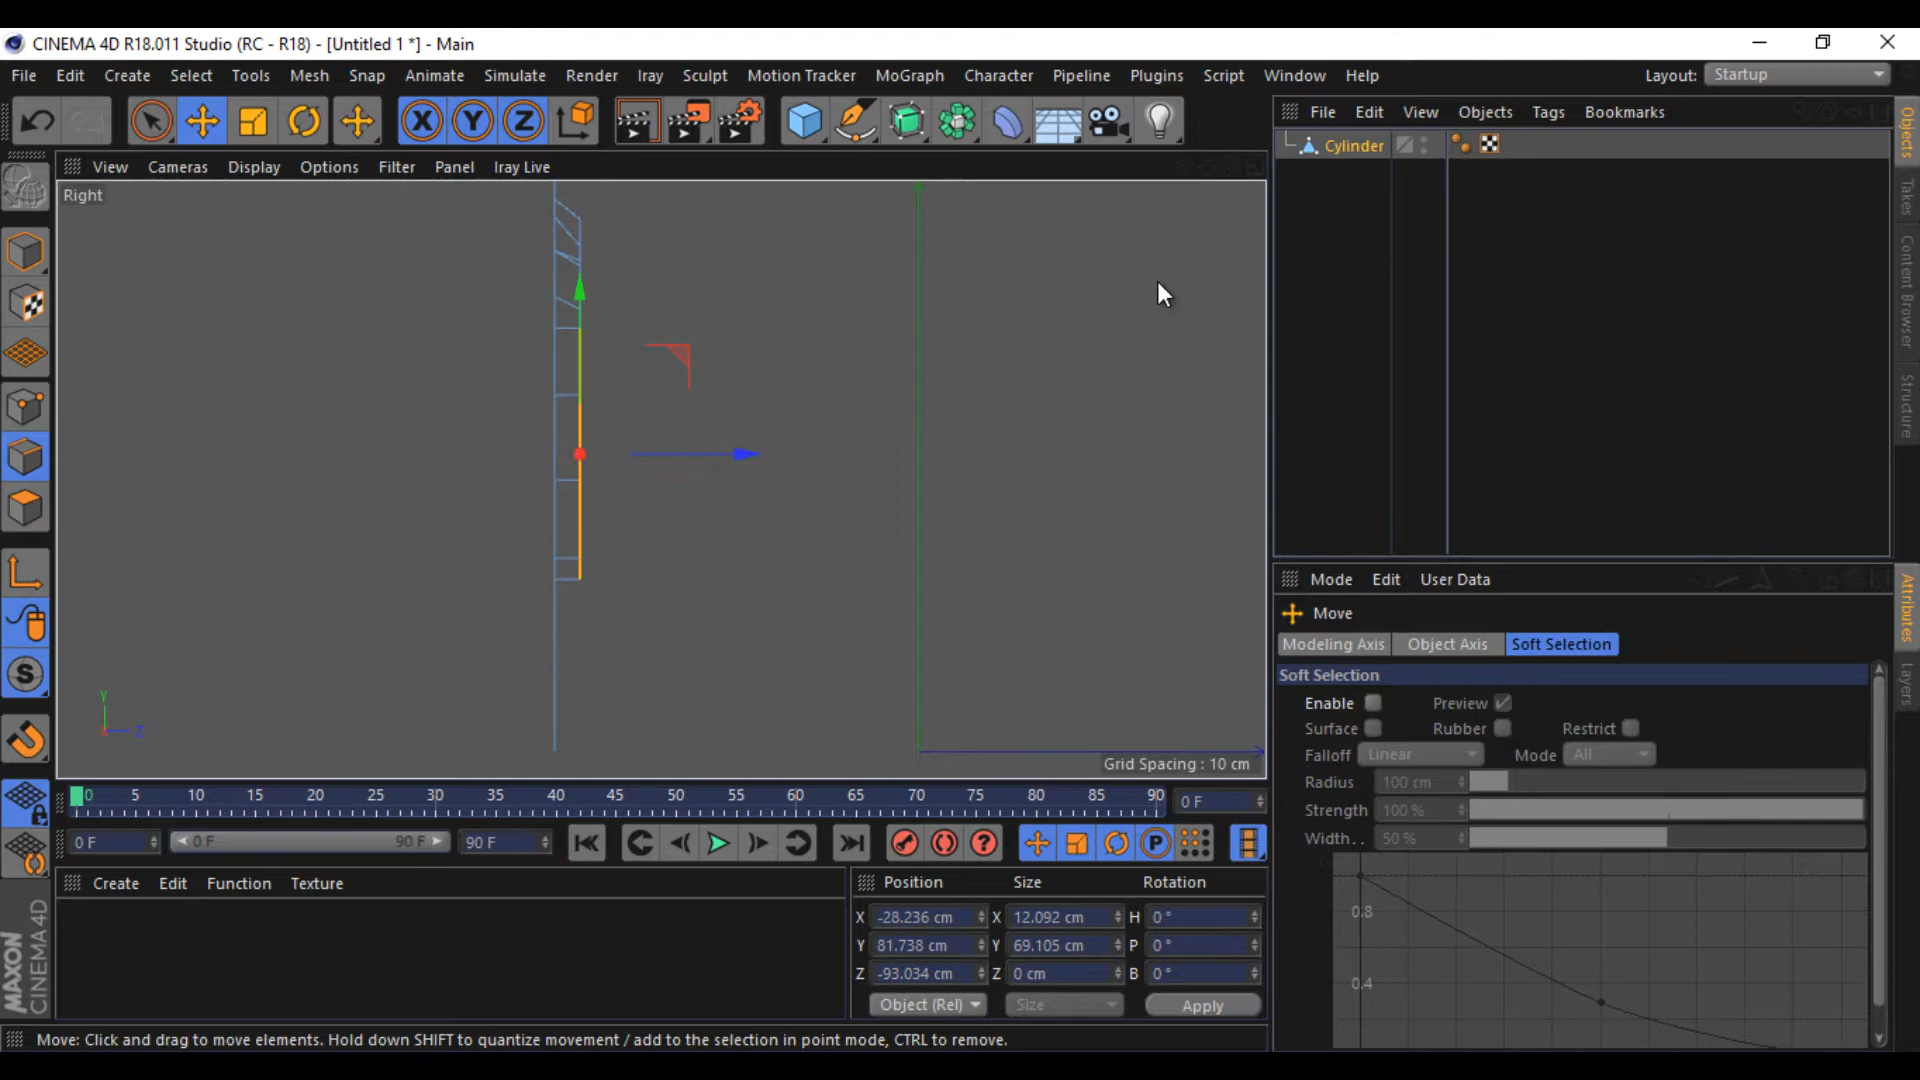 CINEMA 4D R18.011 Studio (RC - R18) - [Untitled 1 *] - Main
File Edit Create Select Tools Mesh Snap Animate Simulate Render Iray Sculpt Motion Tracker MoGraph Character Pipeline Plugins Script Window Help Layout: Startup
X Y Z
File Edit View Objects Tags Bookmarks
Cylinder
View Cameras Display Options Filter Panel Iray Live
Right
Objects
Takes
Content Browser
Structure
Mode Edit User Data
Move
Modeling Axis Object Axis Soft Selection
Soft Selection
Enable Preview
Surface Rubber Restrict
Falloff Linear Mode All
Radius 100 cm
Strength 100 %
Width.. 50 %
0.8
0.4
Attributes
Layers
S
Y
Z
Grid Spacing : 10 cm
0 5 10 15 20 25 30 35 40 45 50 55 60 65 70 75 80 85 90 0 F
0 F 0 F 90 F 90 F
P
Create Edit Function Texture
Position Size Rotation
X -28.236 cm X 12.092 cm H 0 °
Y 81.738 cm Y 69.105 cm P 0 °
Z -93.034 cm Z 0 cm B 0 °
Object (Rel) Size Apply
MAXON
CINEMA 4D
Move: Click and drag to move elements. Hold down SHIFT to quantize movement / add to the selection in point mode, CTRL to remove.